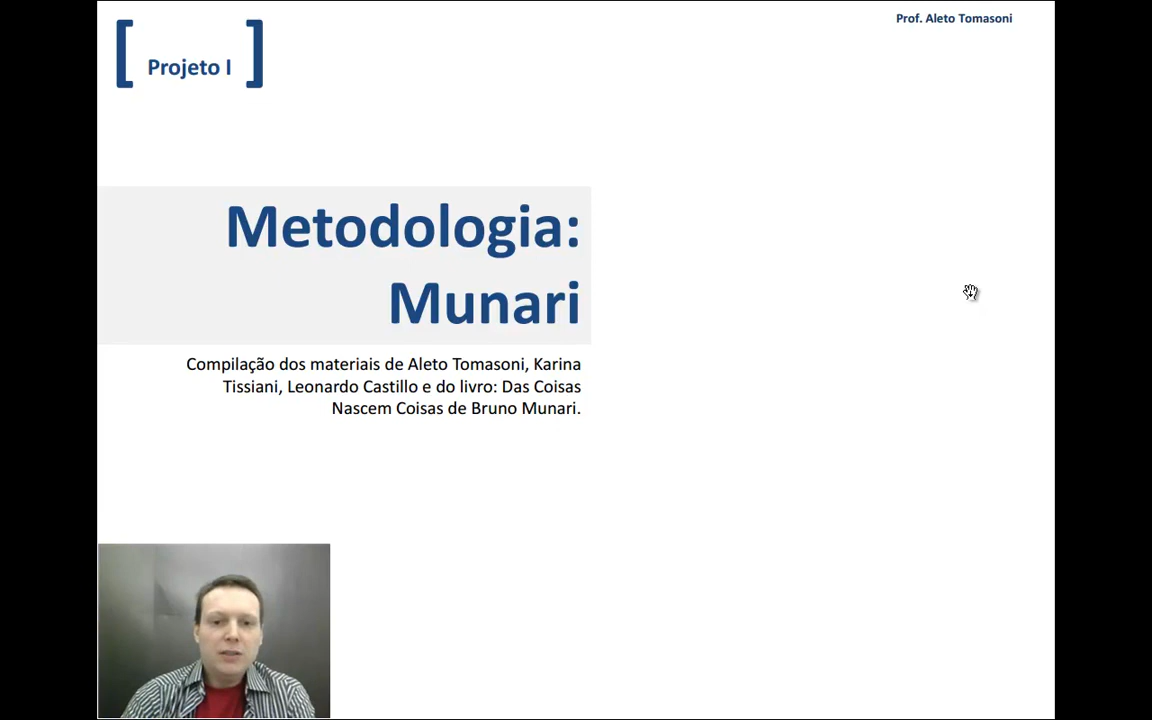 Prof. Aleto Tomasoni
[ Projeto I ]
Metodologia:
Munari
Compilação dos materiais de Aleto Tomasoni, Karina
Tissiani, Leonardo Castillo e do livro: Das Coisas
Nascem Coisas de Bruno Munari.